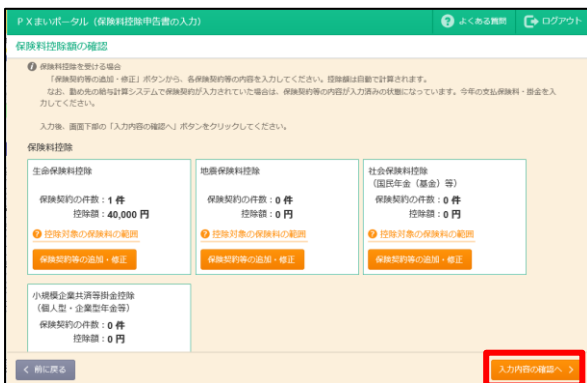 PXまいポータル（保険料控除申告書の入力）
よくある質問
ログアウト
保険料控除額の確認
保険料控除を受ける場合
「保険契約等の追加・修正」ボタンから、各保険契約等の内容を入力してください。控除額は自動で計算されます。
なお、勤め先の給与計算システムで保険契約が入力されていた場合は、保険契約等の内容が入力済みの状態になっています。今年の支払保険料・掛金を入
力してください。
入力後、画面下部の「入力内容の確認へ」ボタンをクリックしてください。
保険料控除
生命保険料控除
保険契約の件数：1 件
控除額：40,000 円
控除対象の保険料の範囲
保険契約等の追加・修正
地震保険料控除
保険契約の件数：0 件
控除額：0 円
控除対象の保険料の範囲
保険契約等の追加・修正
社会保険料控除
（国民年金（基金）等）
保険契約の件数：0 件
控除額：0 円
控除対象の保険料の範囲
保険契約等の追加・修正
小規模企業共済等掛金控除
（個人型・企業型年金等）
保険契約の件数：0 件
控除額：0 円
前に戻る
入力内容の確認へ